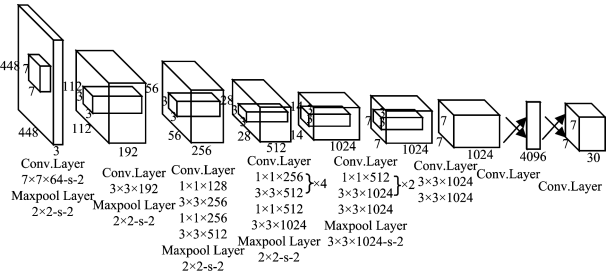 448
7
7
448
3
Conv.Layer
7×7×64-s-2
Maxpool Layer
2×2-s-2
112
3
3
112
192
Conv.Layer
3×3×192
Maxpool Layer
2×2-s-2
56
3
3
56
256
Conv.Layer
1×1×128
3×3×256
1×1×256
3×3×512
Maxpool Layer
2×2-s-2
28
3
3
28
512
Conv.Layer
1×1×256
3×3×512
×4
1×1×512
3×3×1024
Maxpool Layer
2×2-s-2
14
3
3
14
1024
Conv.Layer
1×1×512
3×3×1024
×2
3×3×1024
Maxpool Layer
3×3×1024-s-2
7
3
3
7
1024
Conv.Layer
3×3×1024
3×3×1024
7
7
1024
Conv.Layer
4096
7
7
30
Conv.Layer